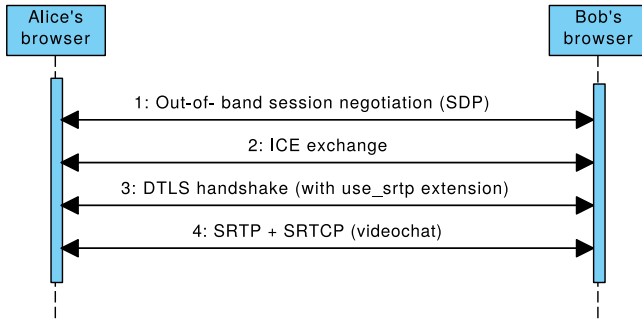 Alice's
browser
Bob's
browser
1: Out-of- band session negotiation (SDP)
2: ICE exchange
3: DTLS handshake (with use_srtp extension)
4: SRTP + SRTCP (videochat)